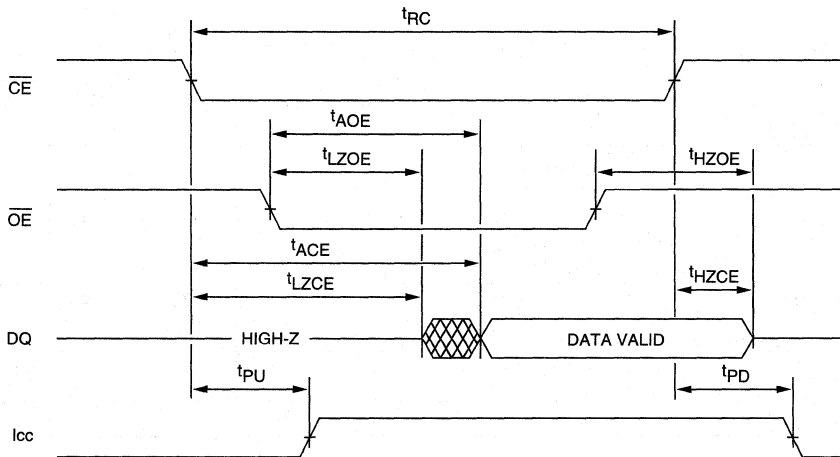 tRC
CE
tAOE
tLZOE
tHZOE
OE
tACE
tLZCE
tHZCE
DQ
HIGH-Z
DATA VALID
tPU
tPD
Icc